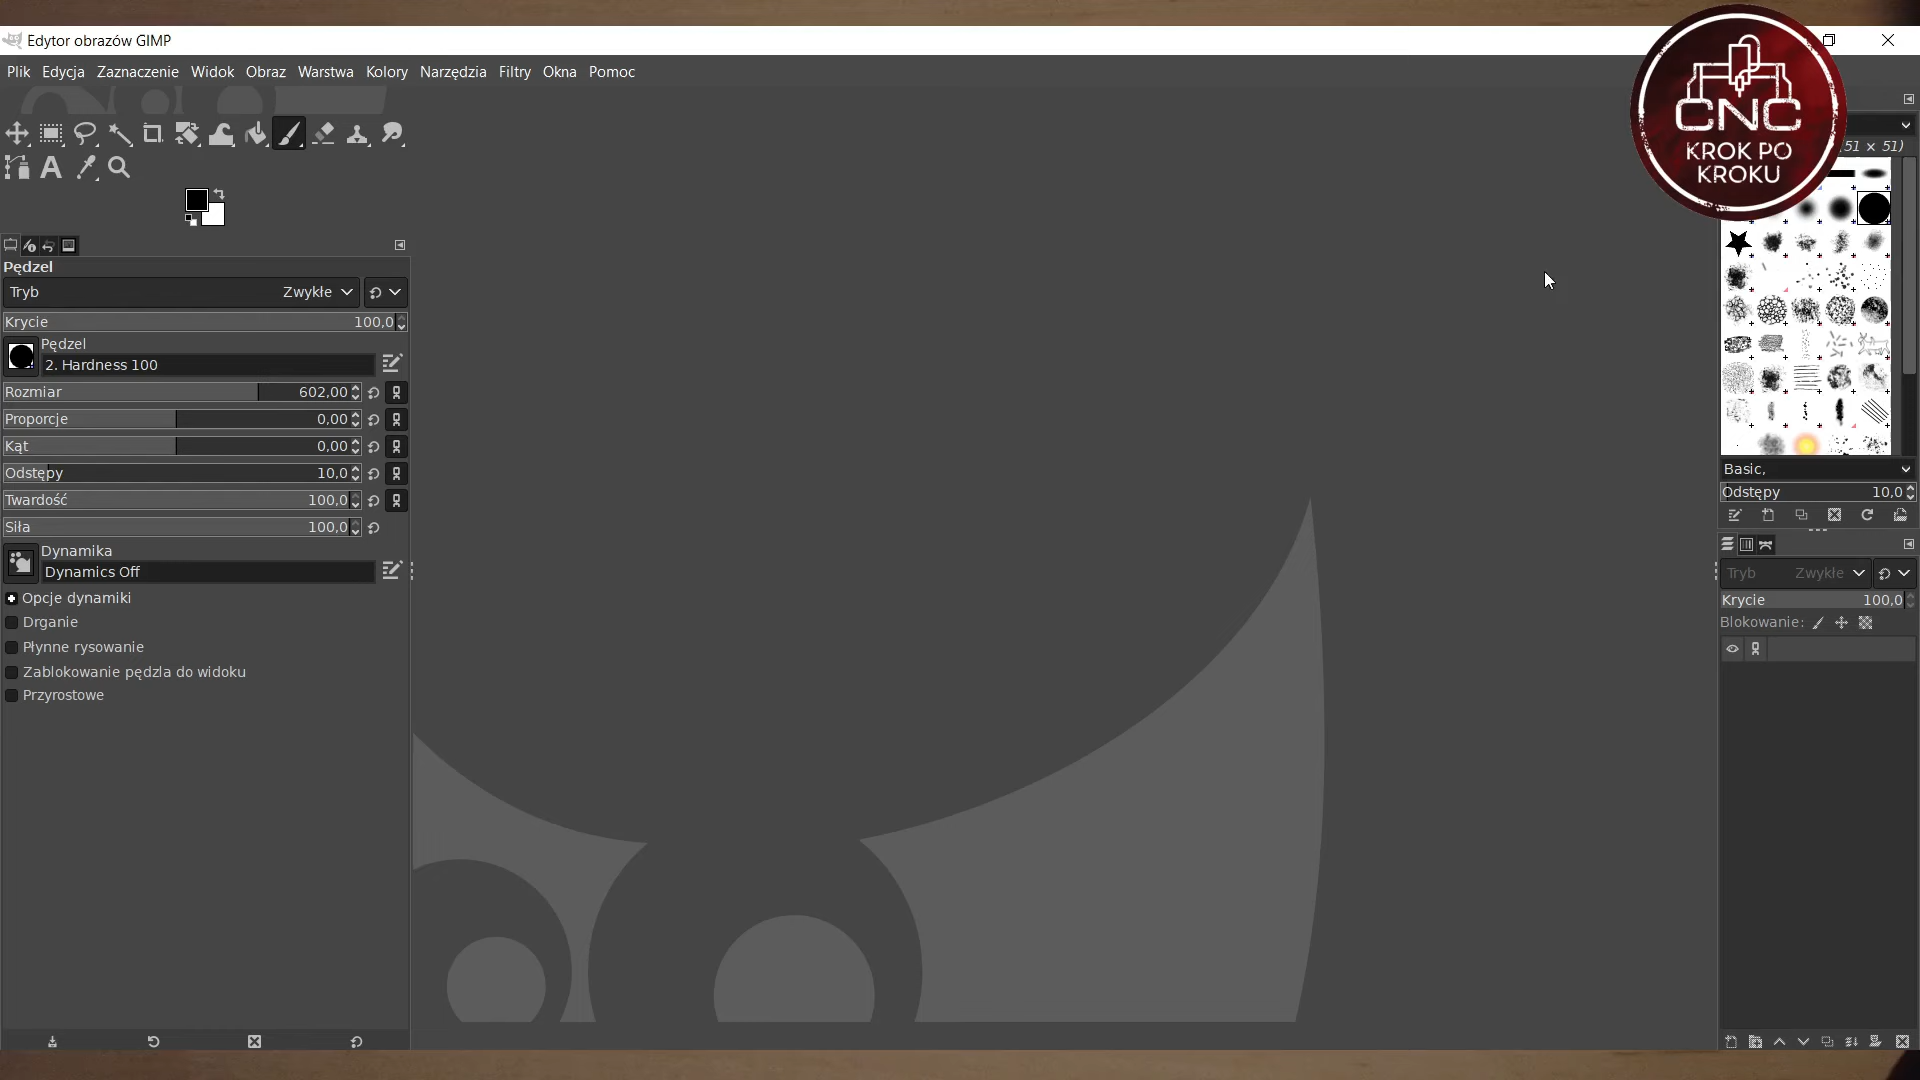 Edytor obrazów GIMP
Plik Edycja Zaznaczenie Widok Obraz Warstwa Kolory Narzędzia Filtry Okna Pomoc
CNC
KROK PO
KROKU
51 × 51)
Pędzel
Tryb Zwykłe
Krycie 100,0
Pędzel
2. Hardness 100
Rozmiar 602,00
Proporcje 0,00
Kąt 0,00
Odstępy 10,0
Twardość 100,0
Siła 100,0
Dynamika
Dynamics Off
Opcje dynamiki
Drganie
Płynne rysowanie
Zablokowanie pędzla do widoku
Przyrostowe
Basic,
Odstępy 10,0
Tryb Zwykłe
Krycie 100,0
Blokowanie: